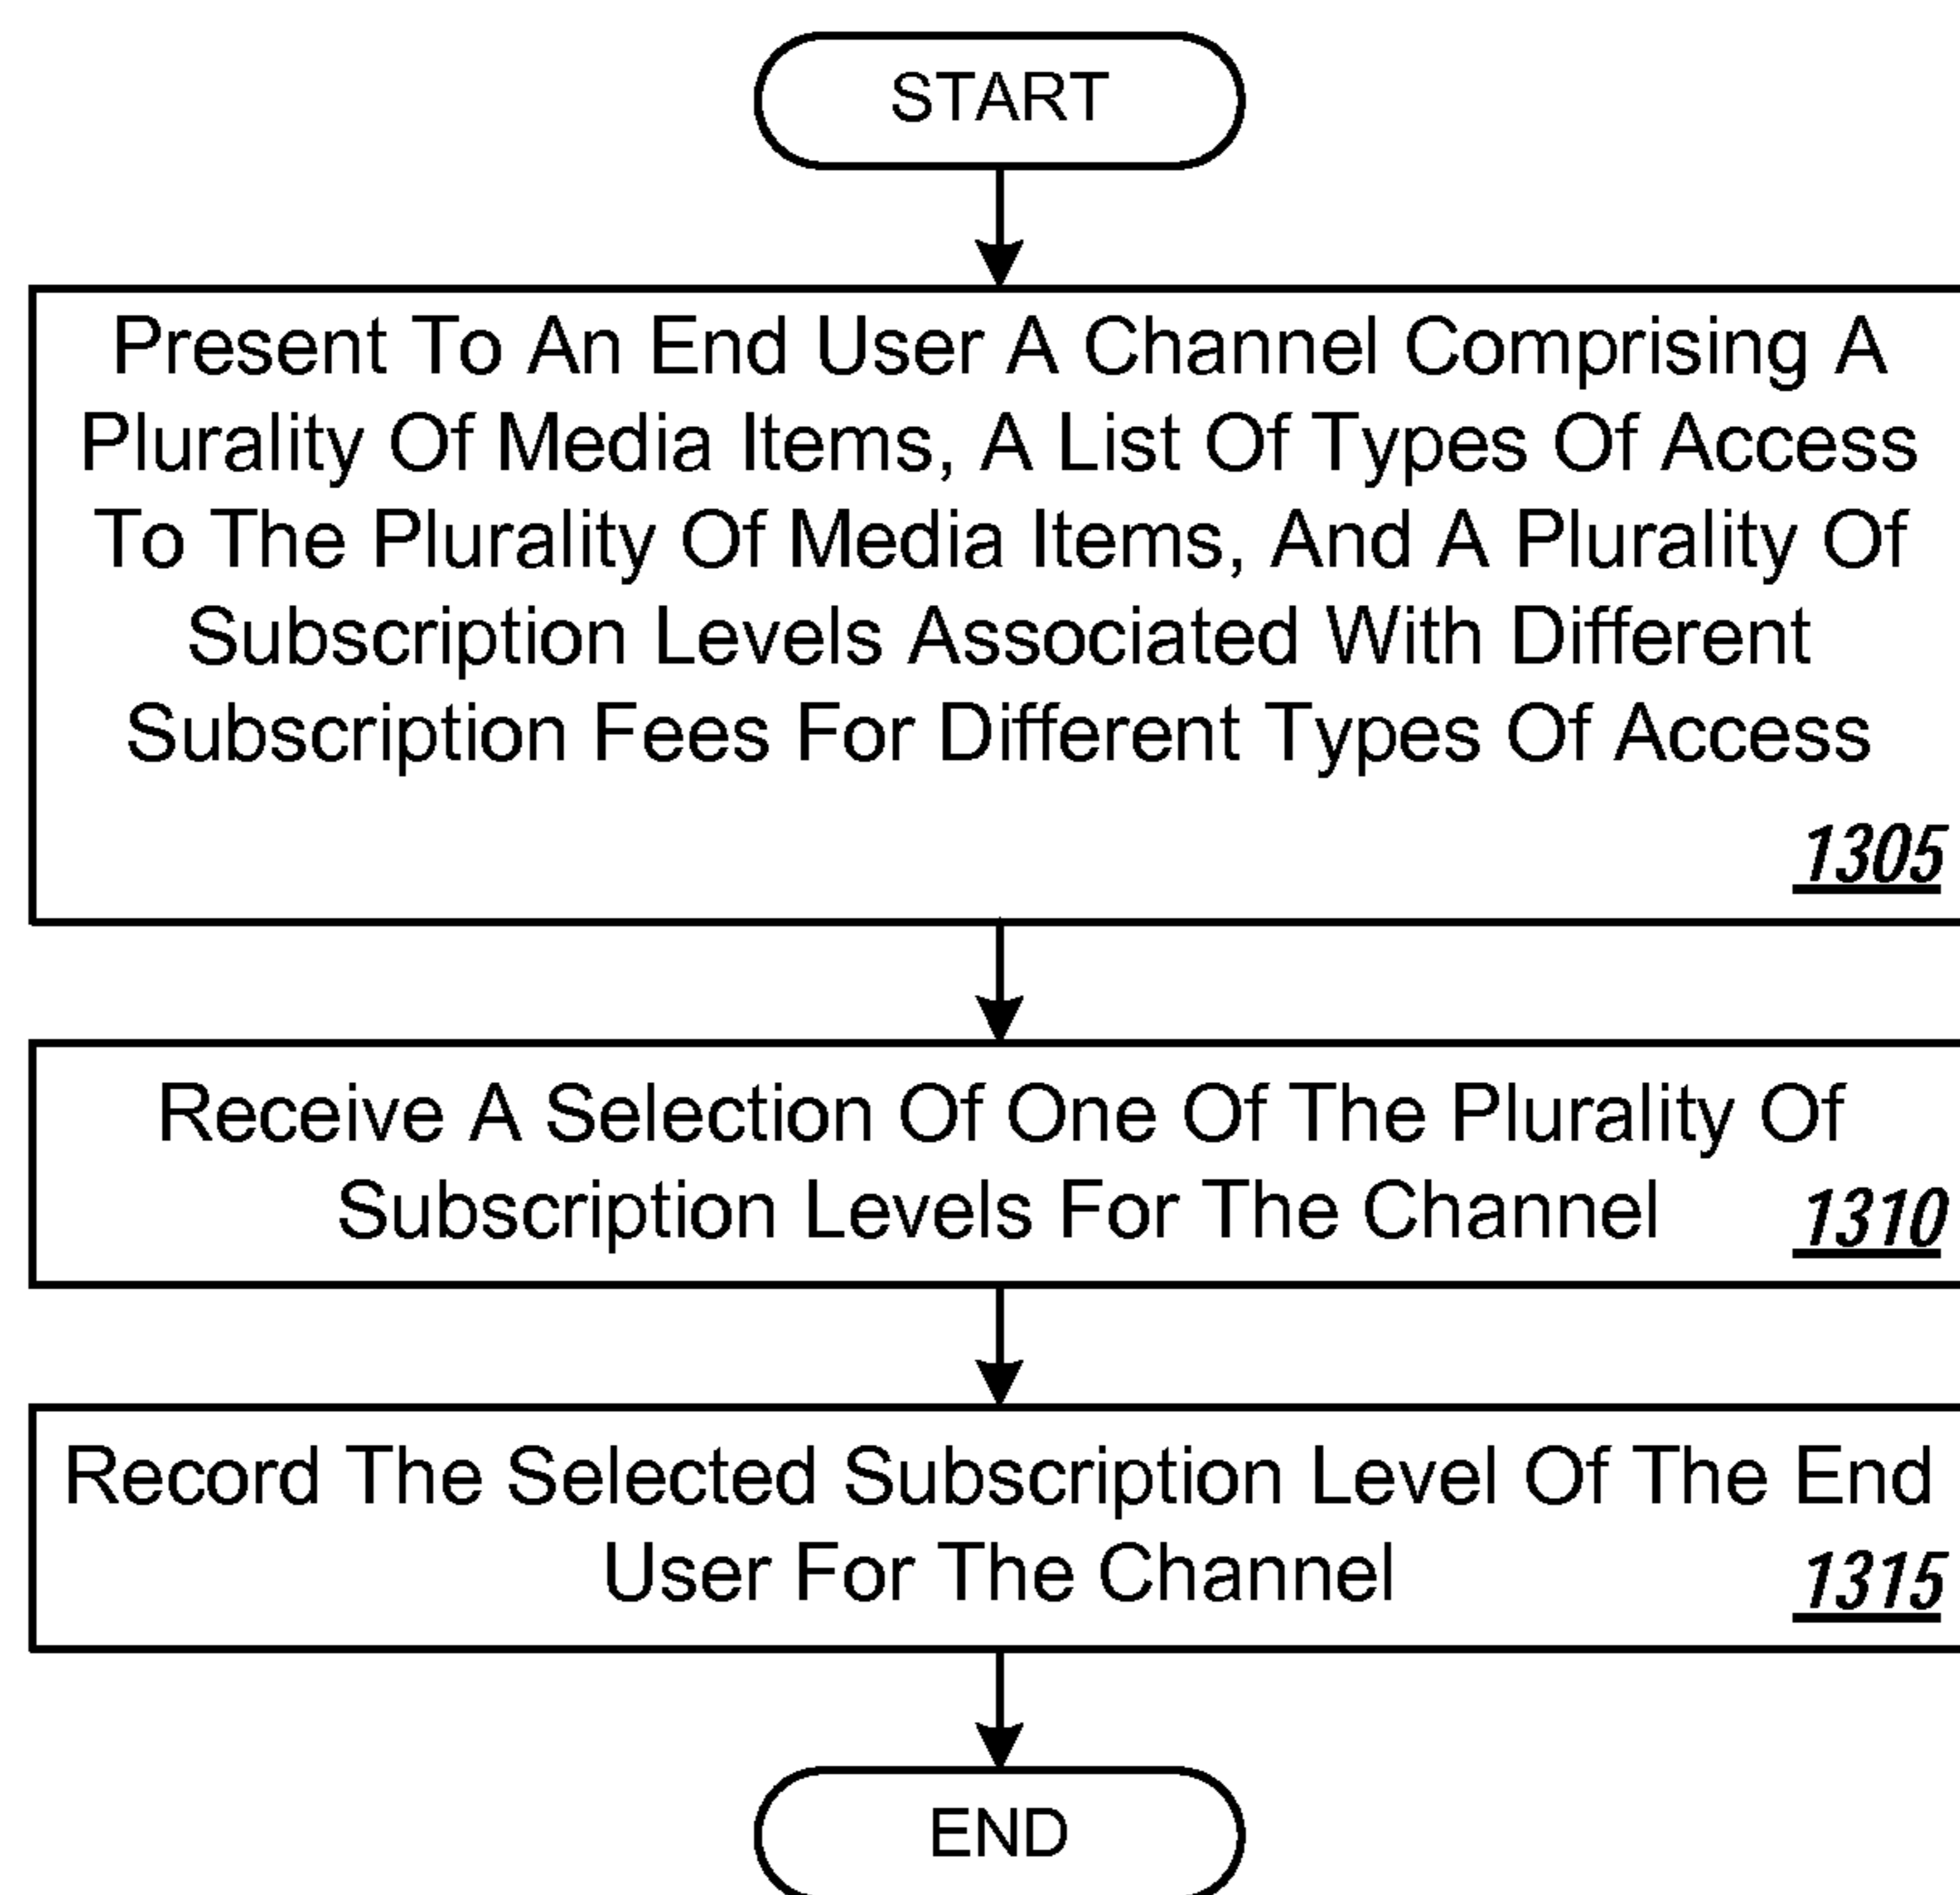 START
Present To An End User A Channel Comprising A
Plurality Of Media Items, A List Of Types Of Access
To The Plurality Of Media Items, And A Plurality Of
Subscription Levels Associated With Different
Subscription Fees For Different Types Of Access
1305
Receive A Selection Of One Of The Plurality Of
Subscription Levels For The Channel 1310
Record The Selected Subscription Level Of The End
User For The Channel 1315
END